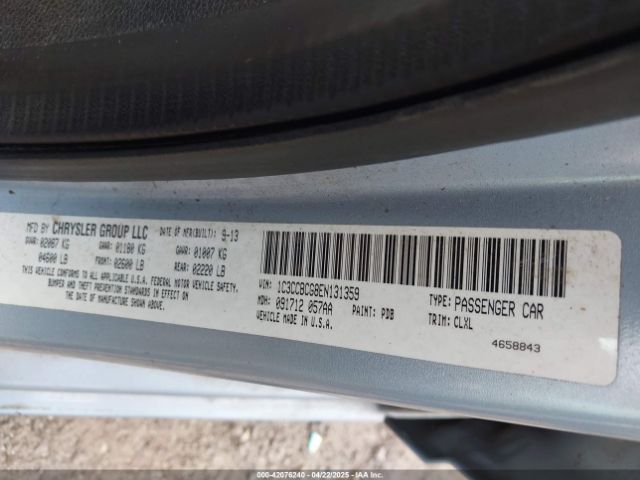 MFD BY CHRYSLER GROUP LLC DATE OF MFR(BUILT): 9-13
GVWR: 02087 KG GAWR: 01180 KG GAWR: 01007 KG
04600 LB FRONT: 02600 LB REAR: 02220 LB
THIS VEHICLE CONFORMS TO ALL APPLICABLE U.S.A. FEDERAL MOTOR VEHICLE SAFETY,
BUMPER AND THEFT PREVENTION STANDARDS IN EFFECT ON
THE DATE OF MANUFACTURE SHOWN ABOVE.
VIN: 1C3CCBCG8EN131359 TYPE: PASSENGER CAR
MDH: 091712 057AA PAINT: PDB TRIM: CLXL
VEHICLE MADE IN U.S.A.
4658843
000-42076240 - 04/22/2025 - IAA, Inc.